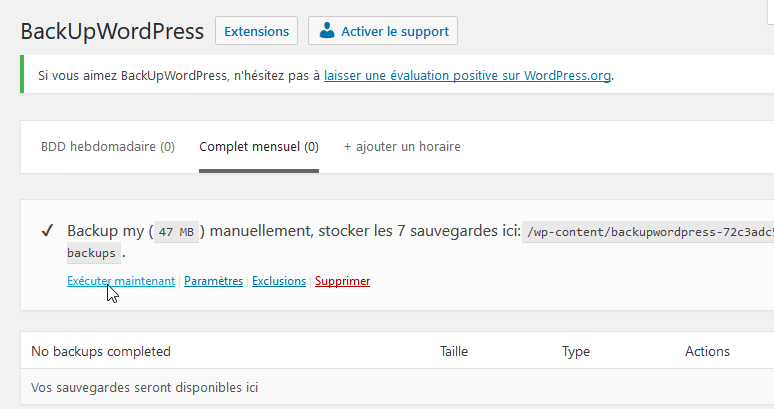 BackUpWordPress Extensions Activer le support
Si vous aimez BackUpWordPress, n'hésitez pas à laisser une évaluation positive sur WordPress.org.
BDD hebdomadaire (0) Complet mensuel (0) + ajouter un horaire
✔ Backup my ( 47 MB ) manuellement, stocker les 7 sauvegardes ici: /wp-content/backupwordpress-72c3adc5
backups .
Exécuter maintenant | Paramètres | Exclusions | Supprimer
No backups completed Taille Type Actions
Vos sauvegardes seront disponibles ici